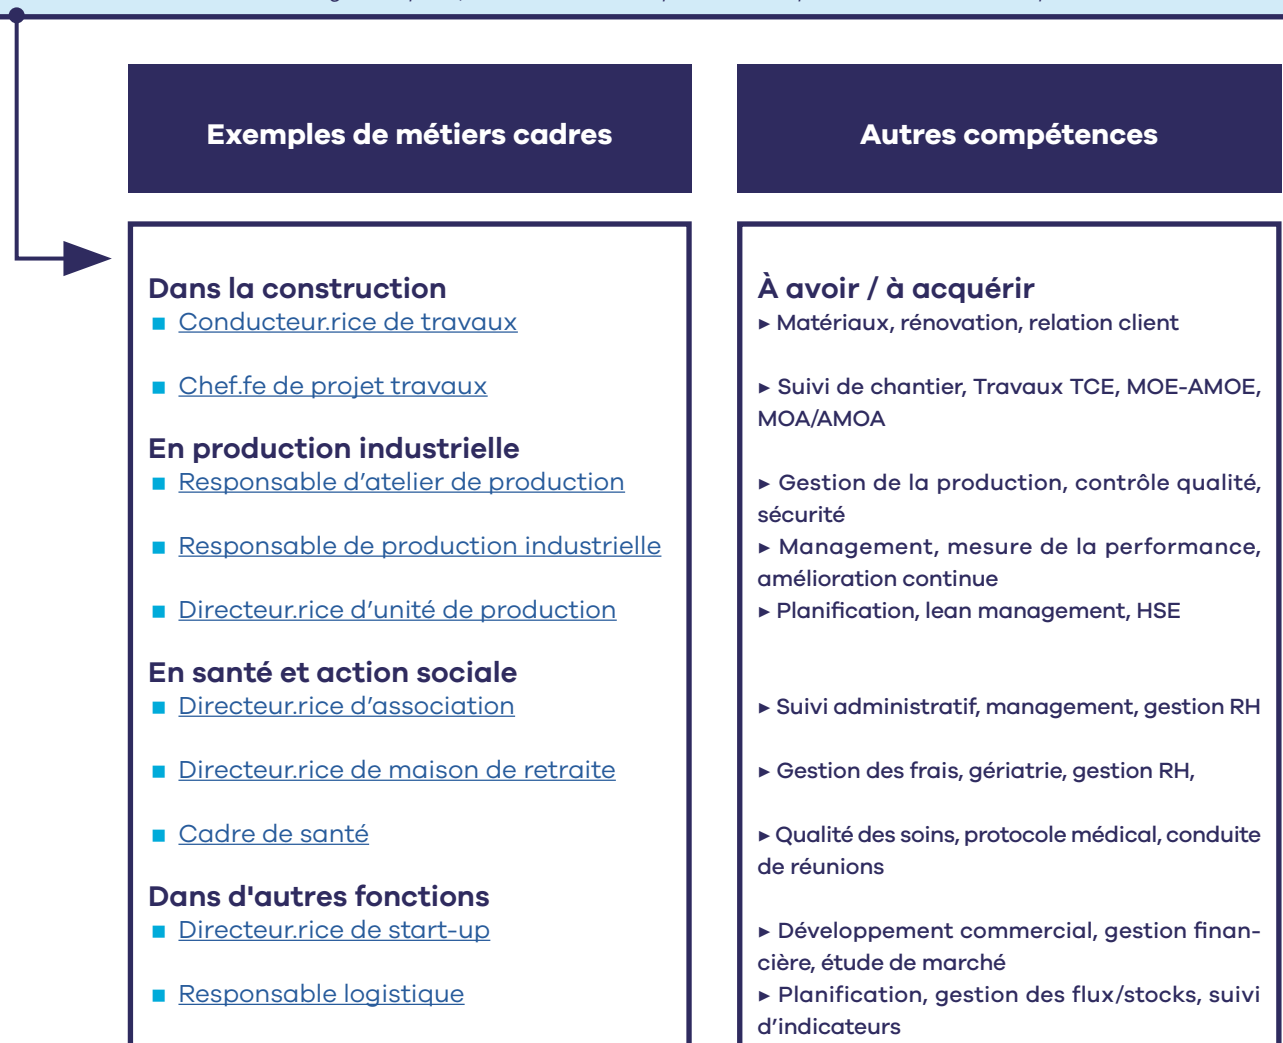 Exemples de métiers cadres
Autres compétences
Dans la construction
■ Conducteur.rice de travaux
■ Chef.fe de projet travaux
En production industrielle
■ Responsable d’atelier de production
■ Responsable de production industrielle
■ Directeur.rice d’unité de production
En santé et action sociale
■ Directeur.rice d’association
■ Directeur.rice de maison de retraite
■ Cadre de santé
Dans d'autres fonctions
■ Directeur.rice de start-up
■ Responsable logistique
À avoir / à acquérir
► Matériaux, rénovation, relation client
► Suivi de chantier, Travaux TCE, MOE-AMOE,
MOA/AMOA
► Gestion de la production, contrôle qualité,
sécurité
► Management, mesure de la performance,
amélioration continue
► Planification, lean management, HSE
► Suivi administratif, management, gestion RH
► Gestion des frais, gériatrie, gestion RH,
► Qualité des soins, protocole médical, conduite
de réunions
► Développement commercial, gestion finan-
cière, étude de marché
► Planification, gestion des flux/stocks, suivi
d’indicateurs